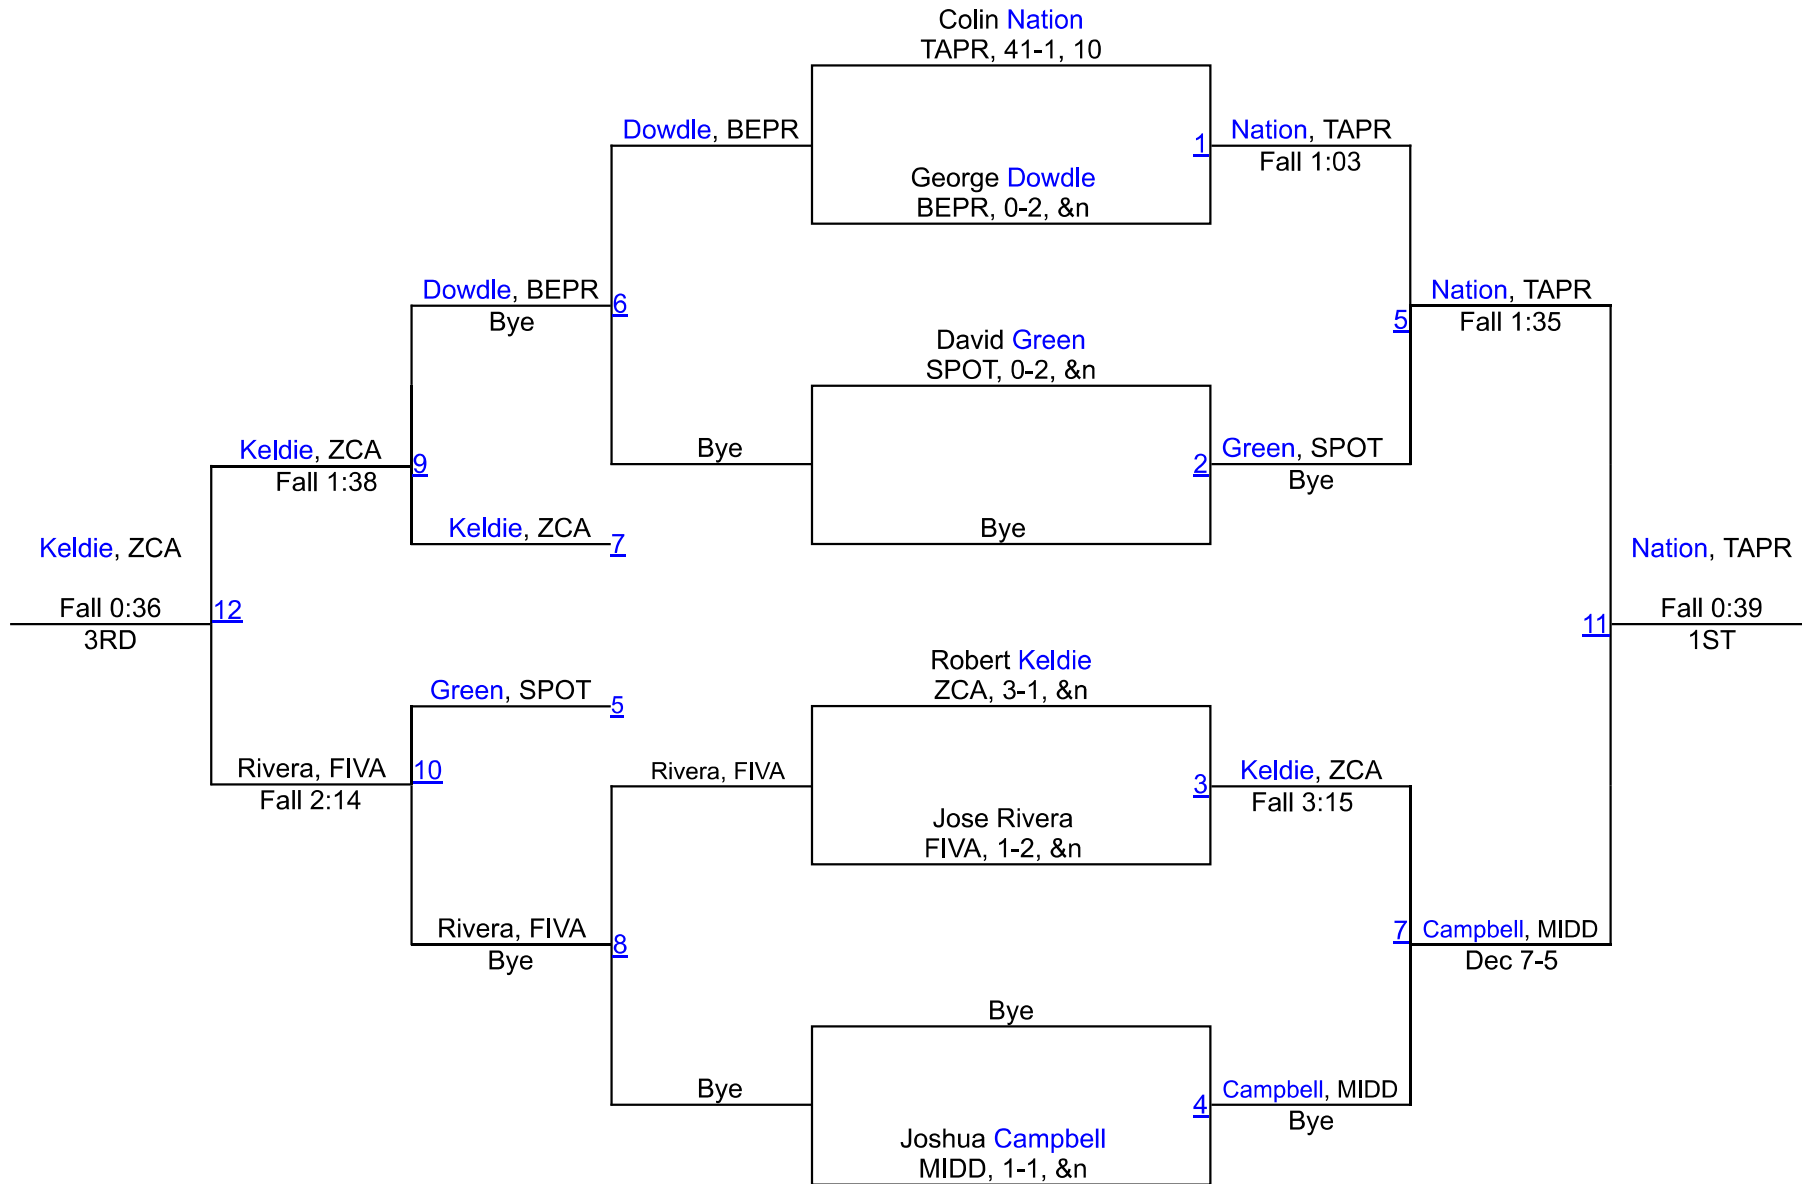 Colin Nation
TAPR, 41-1, 10
Dowdle, BEPR
1
Nation, TAPR
Fall 1:03
George Dowdle
BEPR, 0-2, &n
Dowdle, BEPR
Bye
6
Nation, TAPR
Fall 1:35
5
David Green
SPOT, 0-2, &n
Keldie, ZCA
Fall 1:38
9
Bye
2
Green, SPOT
Bye
Keldie, ZCA
7
Bye
Keldie, ZCA
Fall 0:36
3RD
12
Nation, TAPR
Fall 0:39
1ST
11
Robert Keldie
ZCA, 3-1, &n
Green, SPOT
5
Rivera, FIVA
Fall 2:14
10
Rivera, FIVA
3
Keldie, ZCA
Fall 3:15
Jose Rivera
FIVA, 1-2, &n
Rivera, FIVA
Bye
8
7
Campbell, MIDD
Dec 7-5
Bye
Bye
4
Campbell, MIDD
Bye
Joshua Campbell
MIDD, 1-1, &n